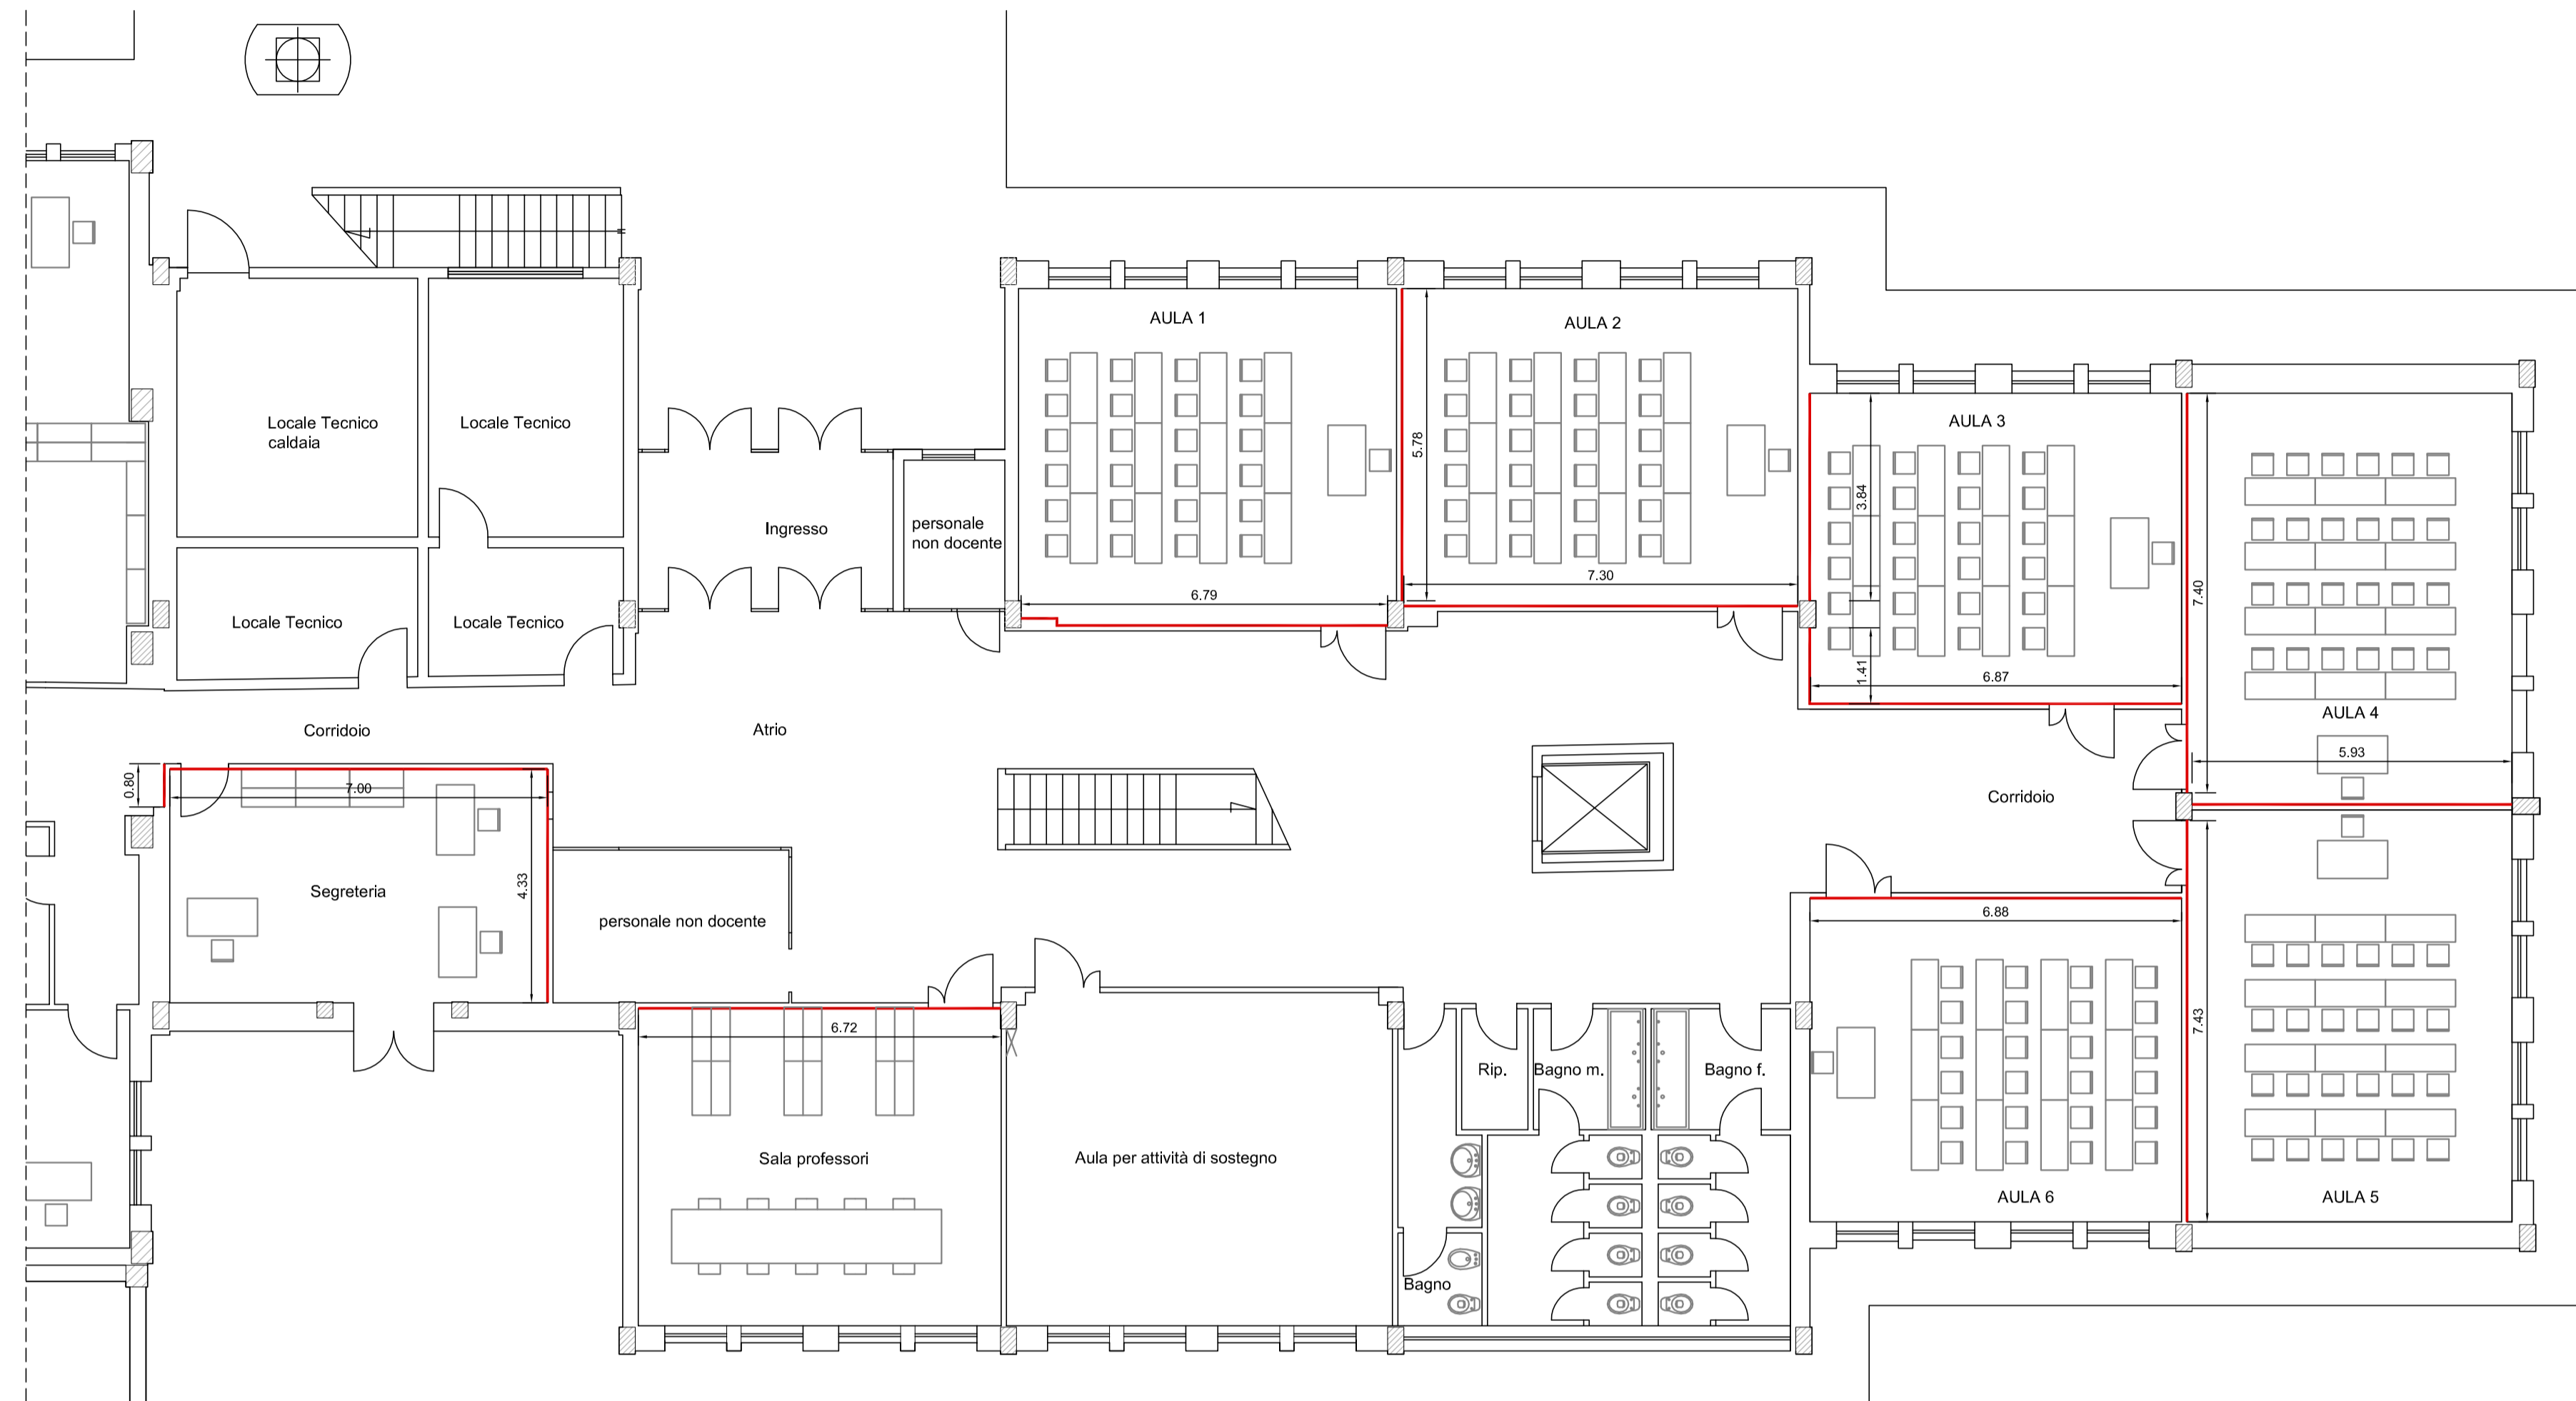 AULA 1
AULA 2
AULA 3
Locale Tecnico
caldaia
Locale Tecnico
5.78
3.84
Ingresso
personale
non docente
7.30
6.79
7.40
Locale Tecnico
Locale Tecnico
1.41
6.87
AULA 4
Corridoio
Atrio
5.93
0.80
7.00
Corridoio
Segreteria
4.33
personale non docente
6.88
6.72
7.43
Rip.
Bagno m.
Bagno f.
Sala professori
Aula per attività di sostegno
AULA 6
AULA 5
Bagno